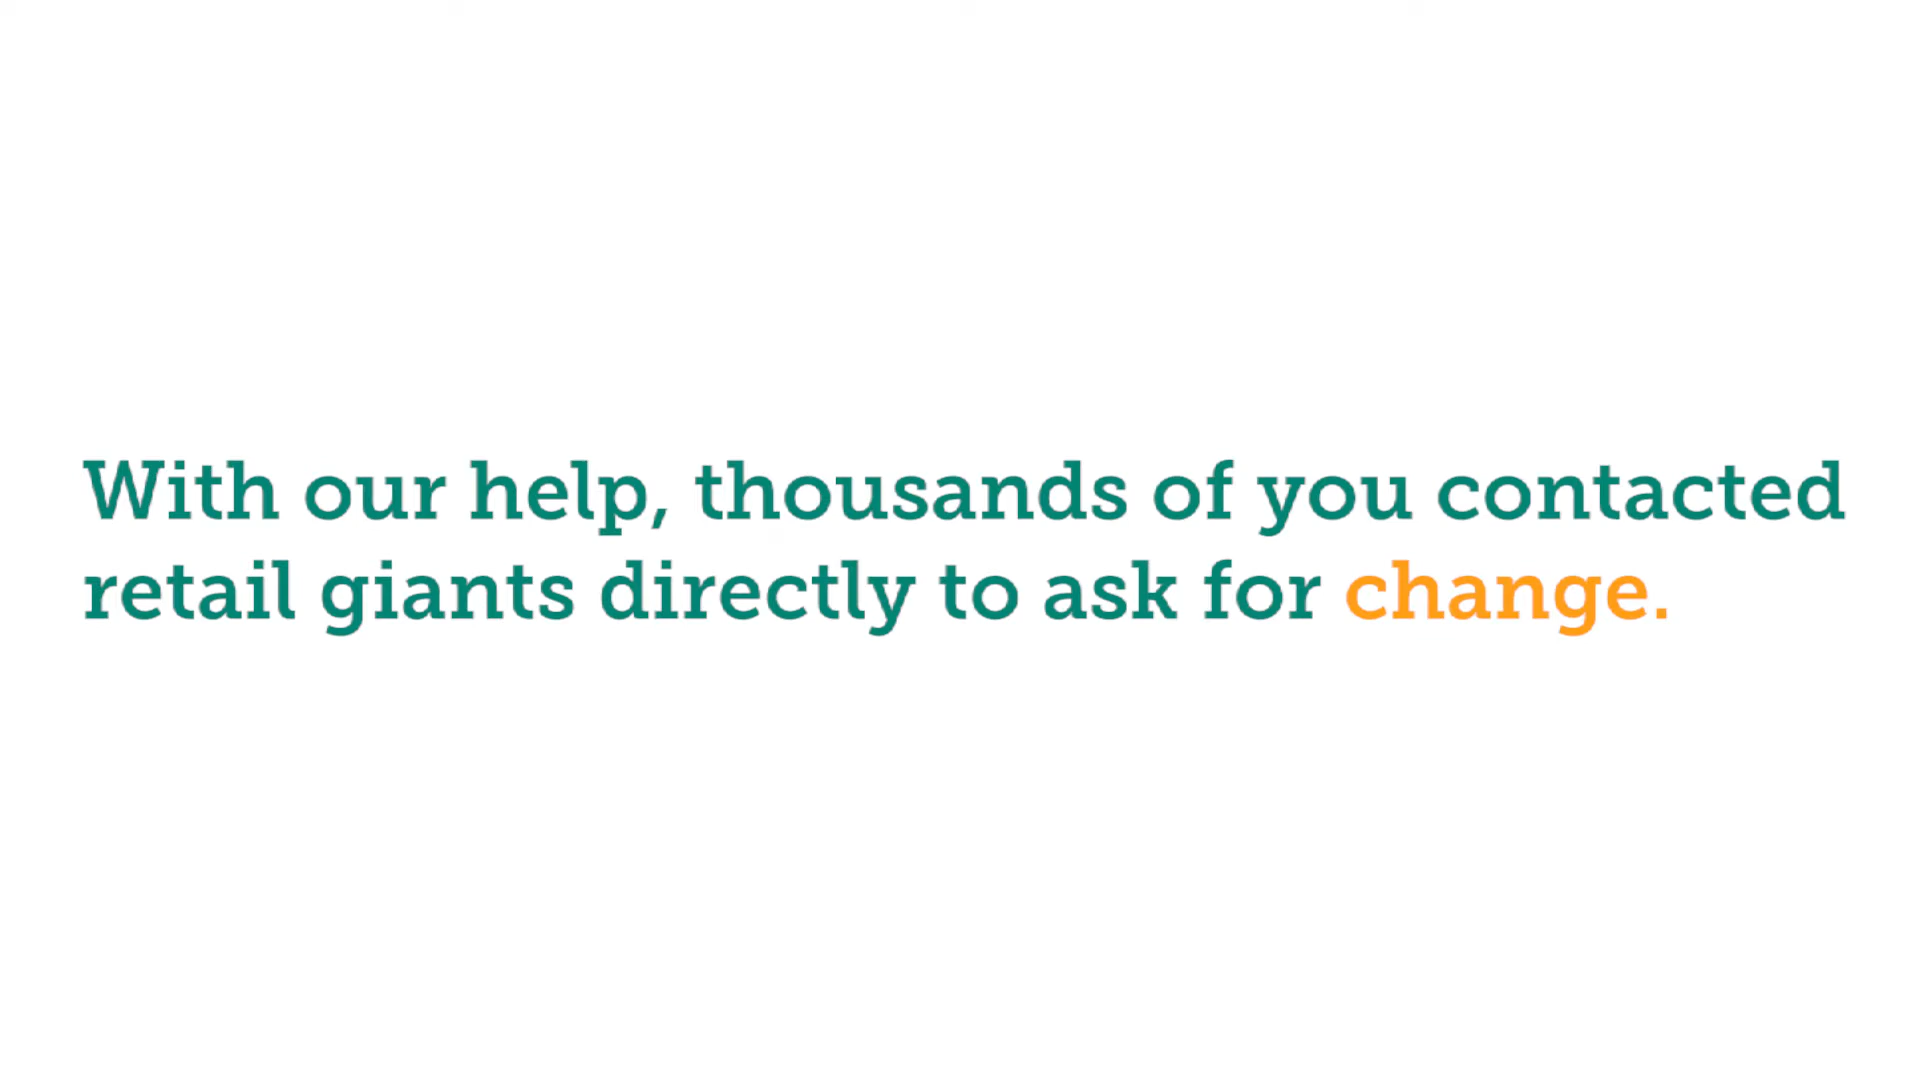 With our help, thousands of you contacted
retail giants directly to ask for change.